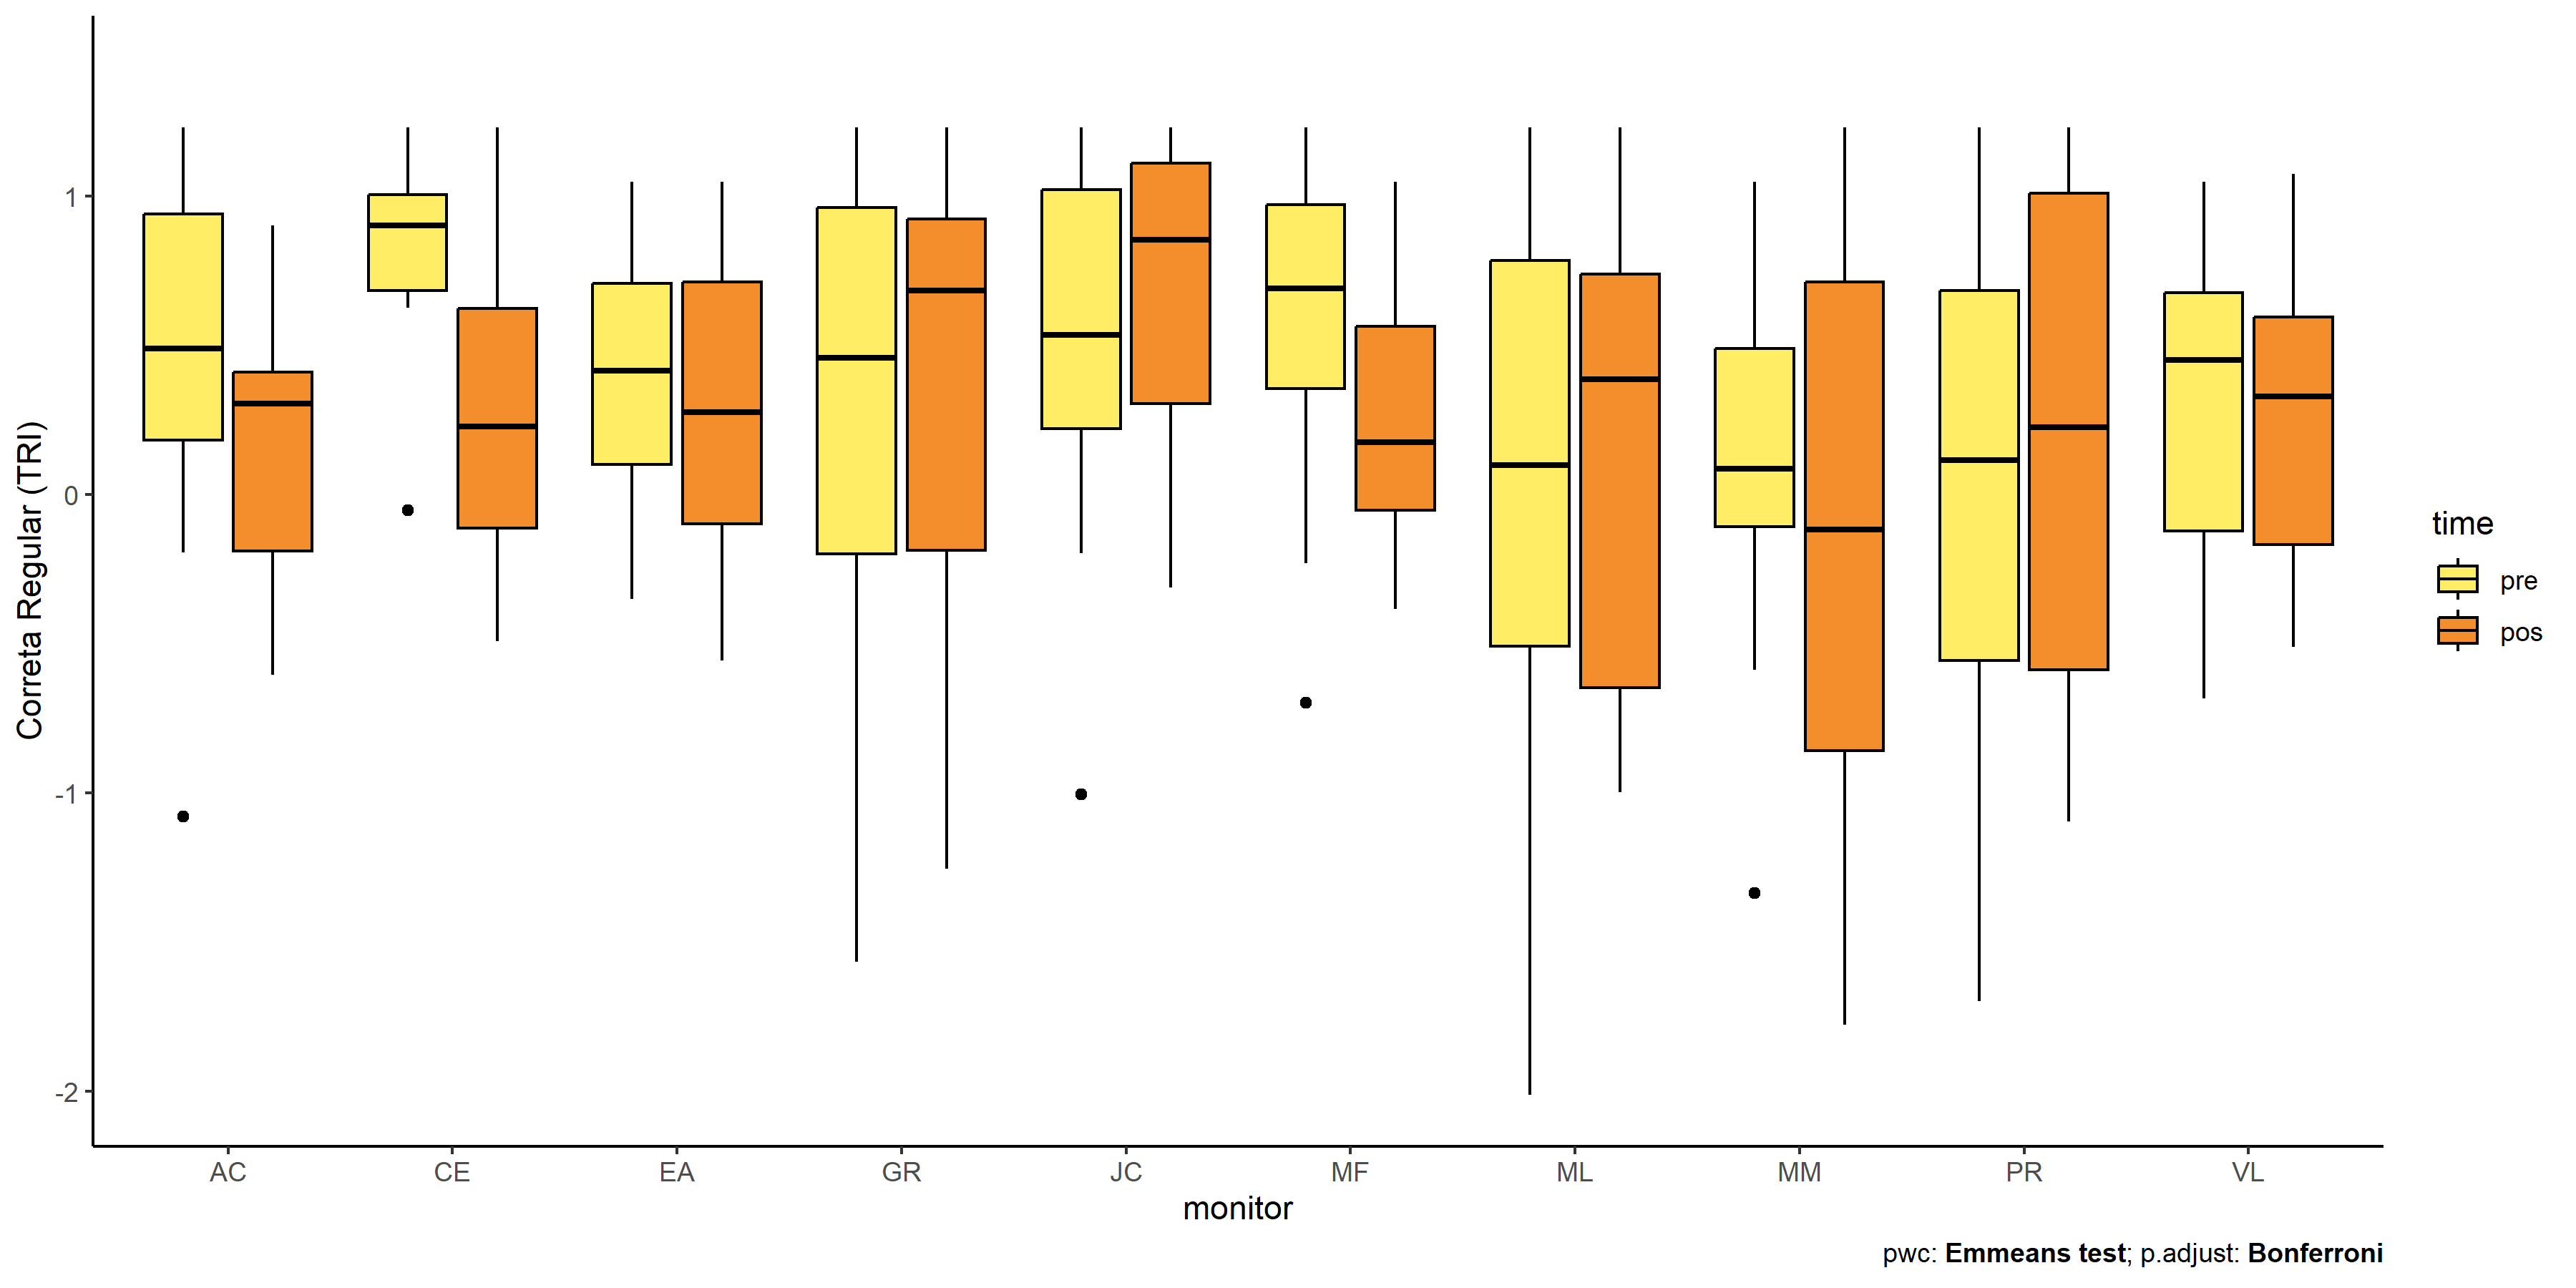 Correta Regular (TRI)
1
0
-1
-2
AC CE EA GR JC MF ML MM PR VL
monitor
time
pre
pos
pwc: Emmeans test; p.adjust: Bonferroni